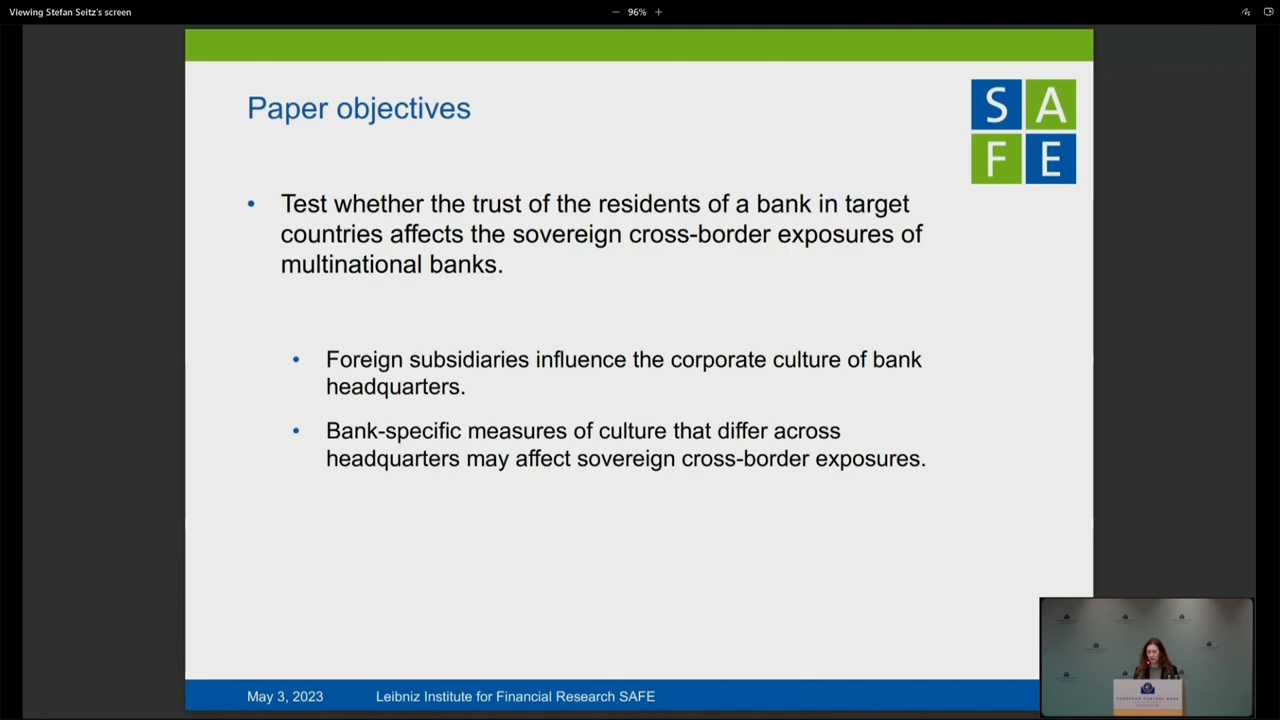 Viewing Stefan Seitz's screen
96%
Paper objectives
S A
F E
• Test whether the trust of the residents of a bank in target
countries affects the sovereign cross-border exposures of
multinational banks.
• Foreign subsidiaries influence the corporate culture of bank
headquarters.
• Bank-specific measures of culture that differ across
headquarters may affect sovereign cross-border exposures.
May 3, 2023
Leibniz Institute for Financial Research SAFE
EUROPEAN CENTRAL BANK